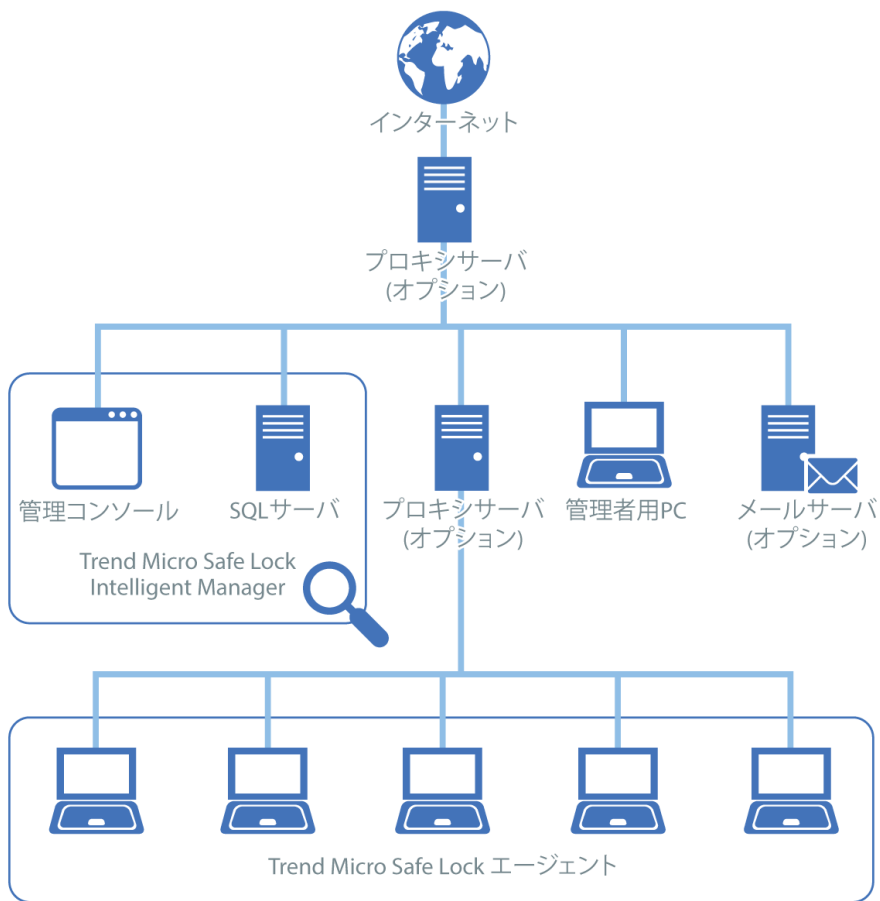 インターネット
プロキシサーバ
(オプション)
管理コンソール
SQLサーバ
プロキシサーバ
(オプション)
管理者用PC
メールサーバ
(オプション)
Trend Micro Safe Lock
Intelligent Manager
Trend Micro Safe Lock エージェント